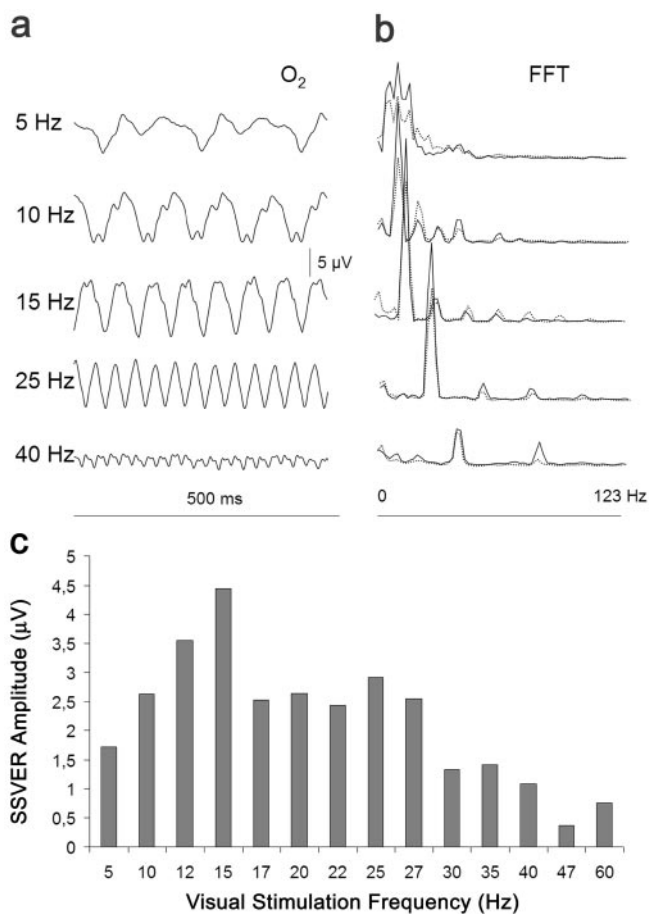 a
b
O₂
FFT
5 Hz
10 Hz
5 µV
15 Hz
25 Hz
40 Hz
500 ms
0 123 Hz
c
5
4,5
4
3,5
3
2,5
2
1,5
1
0,5
0
SSVER Amplitude (µV)
5 10 12 15 17 20 22 25 27 30 35 40 47 60
Visual Stimulation Frequency (Hz)